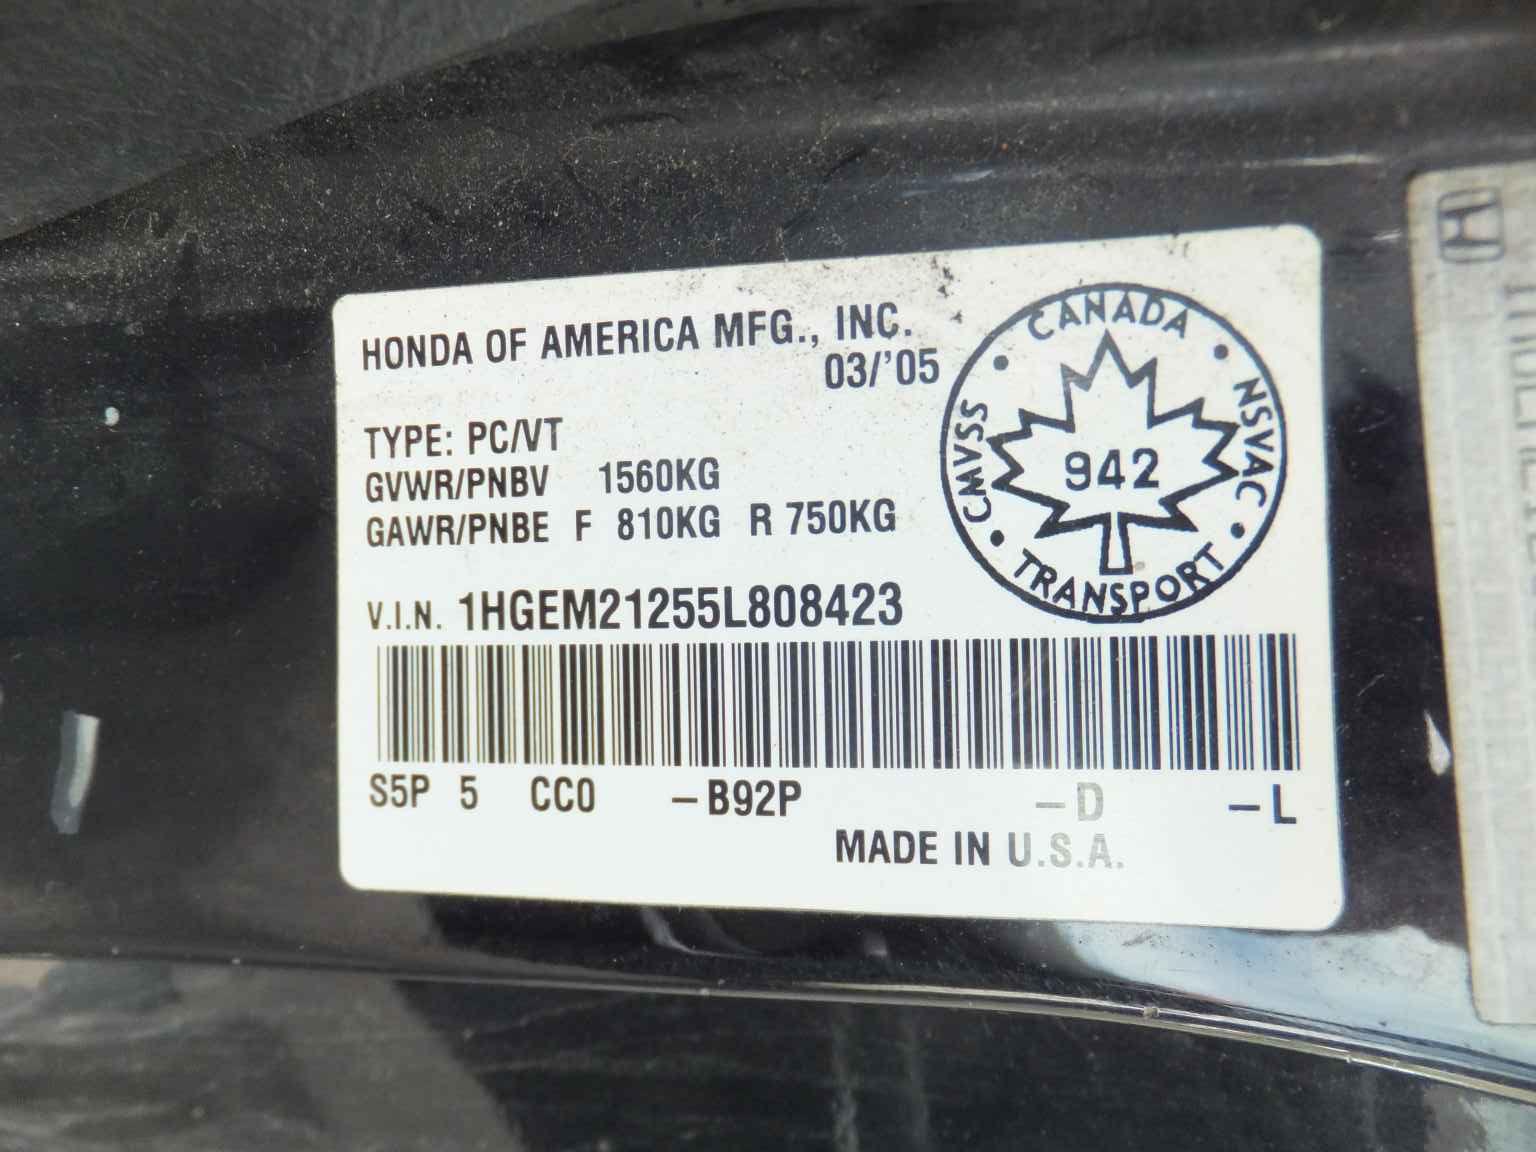 HONDA OF AMERICA MFG., INC.
03/'05
TYPE: PC/VT
GVWR/PNBV 1560KG
GAWR/PNBE F 810KG R 750KG
V.I.N. 1HGEM21255L808423
S5P 5 CC0 –B92P –D –L
MADE IN U.S.A.
CANADA
CMVSS
942
NSVAC
TRANSPORT